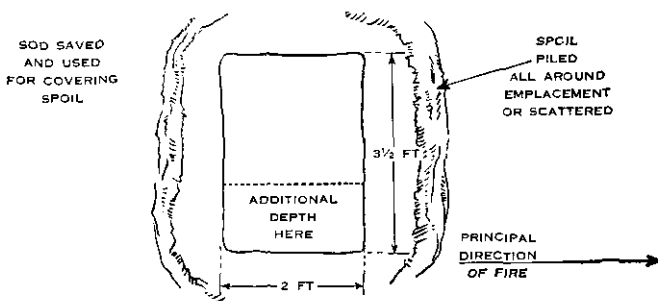 SOD SAVED
AND USED
FOR COVERING
SPOIL
SPOIL
PILED
ALL AROUND
EMPLACEMENT
OR SCATTERED
3½ FT
ADDITIONAL
DEPTH
HERE
2 FT
PRINCIPAL
DIRECTION
OF FIRE